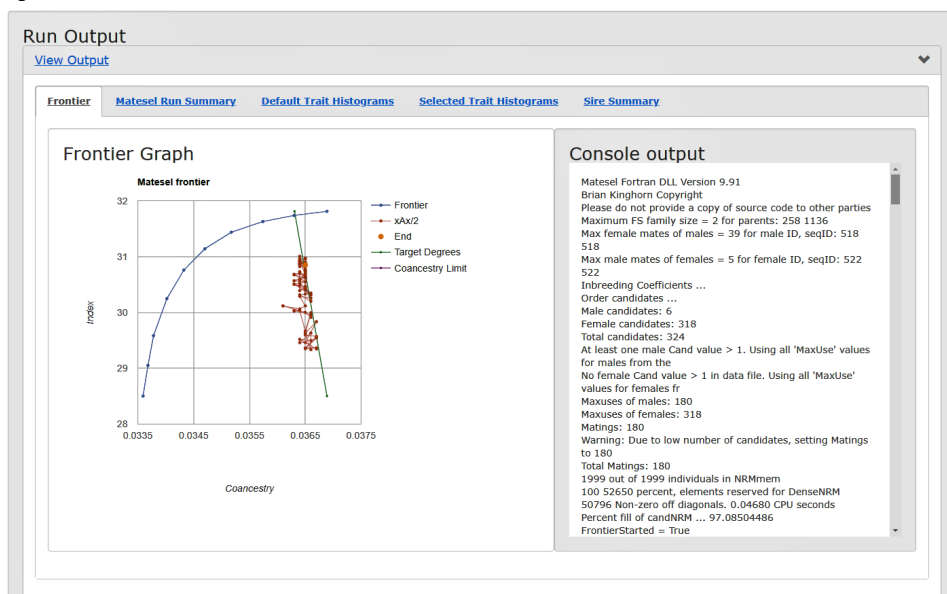 Run Output
View Output
Frontier Matesel Run Summary Default Trait Histograms Selected Trait Histograms Sire Summary
Frontier Graph
Matesel frontier
32
31
30
29
28
Index
0.0335 0.0345 0.0355 0.0365 0.0375
Coancestry
Frontier
xAx/2
End
Target Degrees
Coancestry Limit
Console output
Matesel Fortran DLL Version 9.91
Brian Kinghorn Copyright
Please do not provide a copy of source code to other parties
Maximum FS family size = 2 for parents: 258 1136
Max female mates of males = 39 for male ID, seqID: 518
518
Max male mates of females = 5 for female ID, seqID: 522
522
Inbreeding Coefficients ...
Order candidates ...
Male candidates: 6
Female candidates: 318
Total candidates: 324
At least one male Cand value > 1. Using all 'MaxUse' values
for males from the
No female Cand value > 1 in data file. Using all 'MaxUse'
values for females fr
Maxuses of males: 180
Maxuses of females: 318
Matings: 180
Warning: Due to low number of candidates, setting Matings
to 180
Total Matings: 180
1999 out of 1999 individuals in NRMmem
100 52650 percent, elements reserved for DenseNRM
50796 Non-zero off diagonals. 0.04680 CPU seconds
Percent fill of candNRM ... 97.08504486
FrontierStarted = True